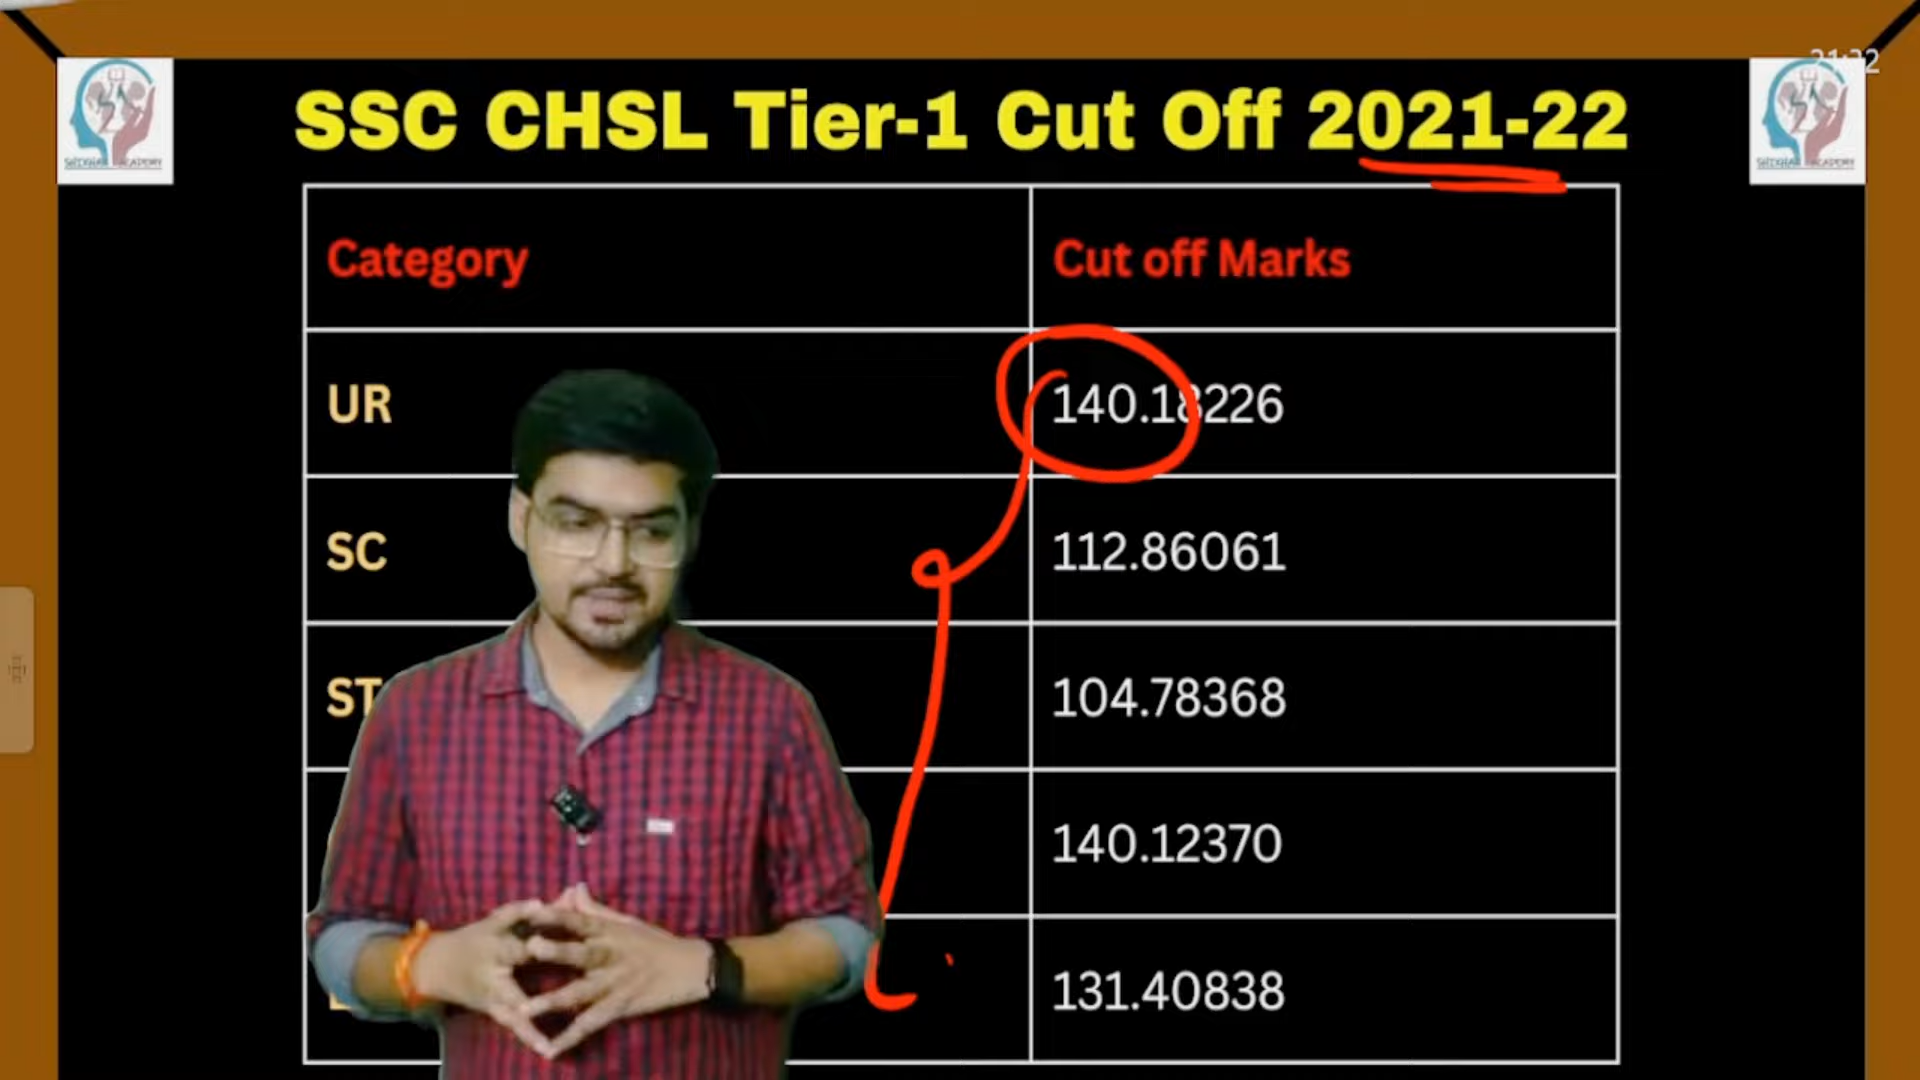 SSC CHSL Tier-1 Cut Off 2021-22
Category Cut off Marks
UR 140.18226
SC 112.86061
ST 104.78368
140.12370
131.40838